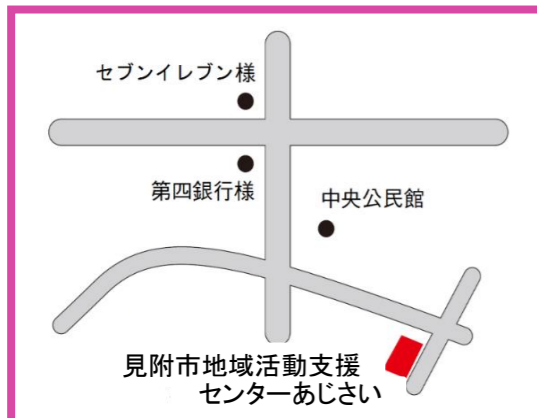 セブンイレブン様
第四銀行様
中央公民館
見附市地域活動支援
センターあじさい